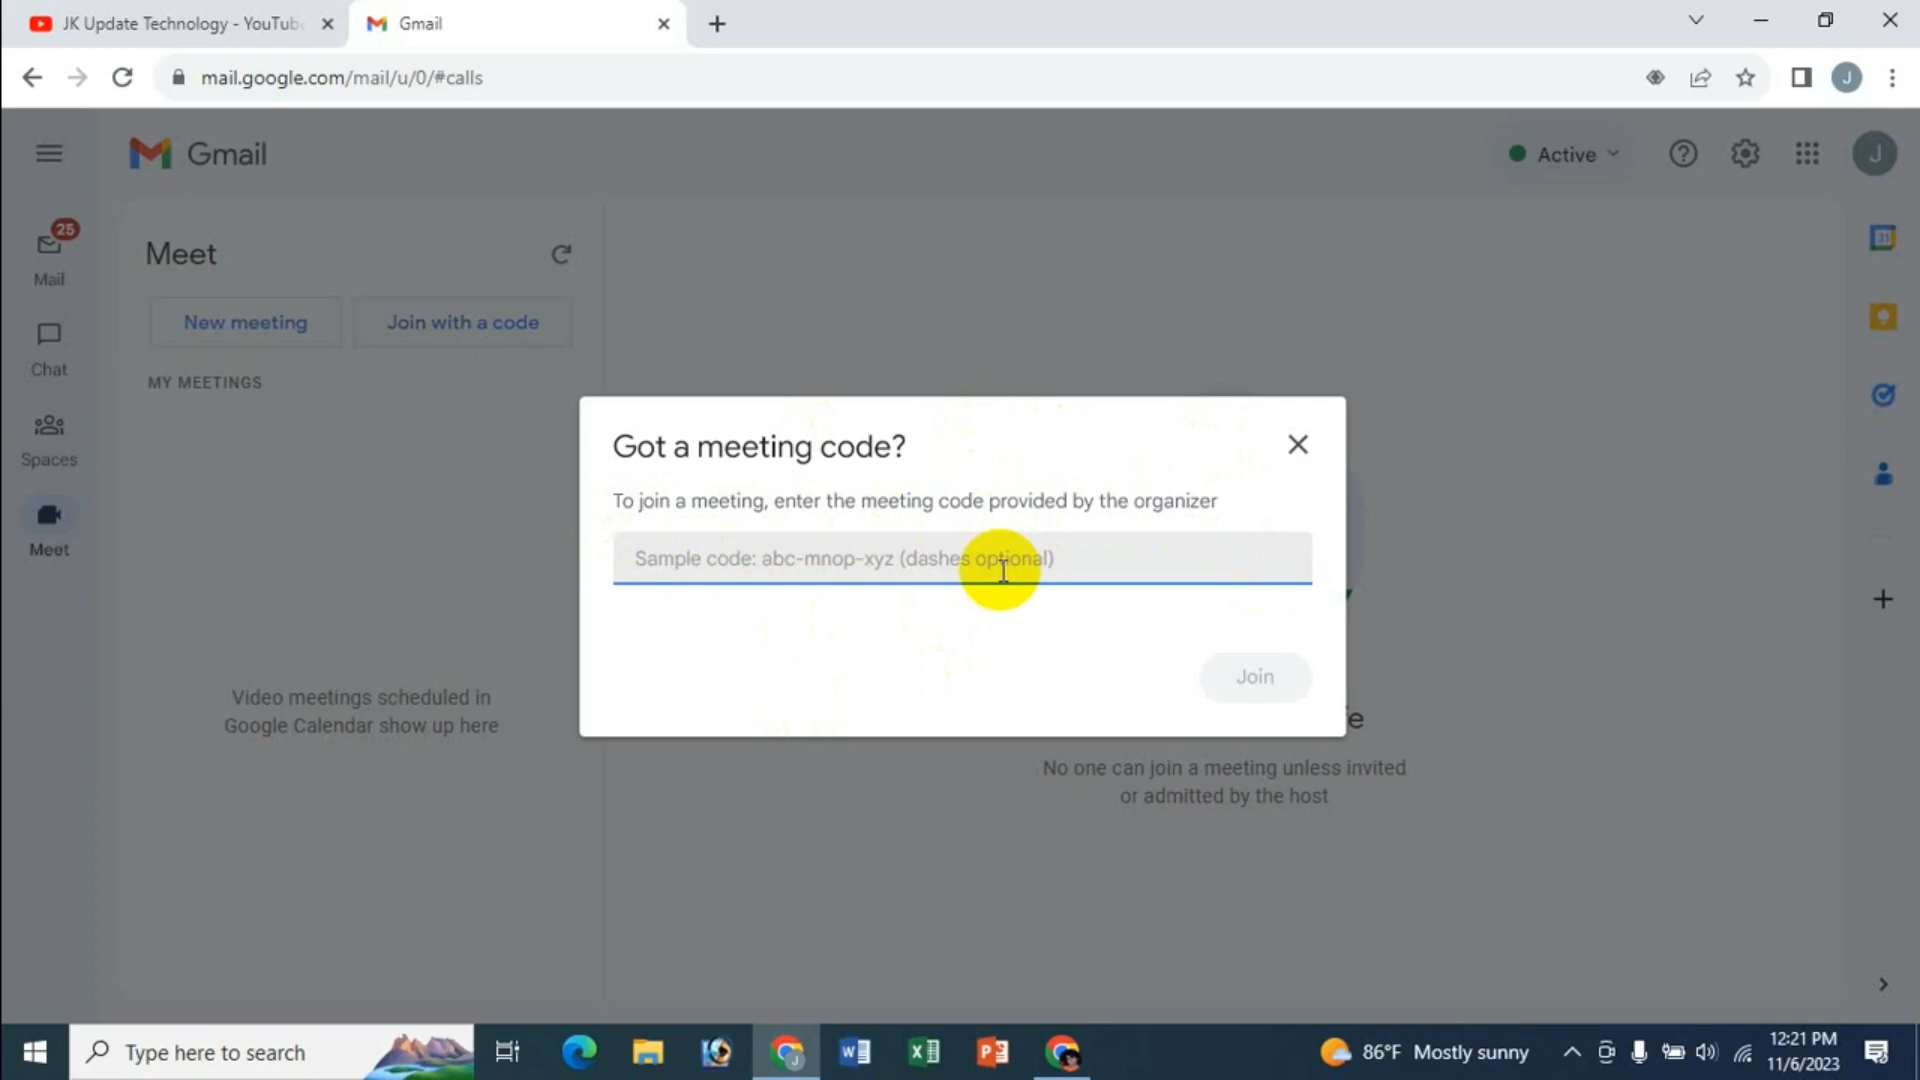 JK Update Technology - YouTub
Gmail
mail.google.com/mail/u/0/#calls
Gmail
Active
J
J
25
Mail
Chat
Spaces
Meet
Meet
New meeting
Join with a code
MY MEETINGS
Video meetings scheduled in
Google Calendar show up here
Got a meeting code?
To join a meeting, enter the meeting code provided by the organizer
Sample code: abc-mnop-xyz (dashes optional)
Join
No one can join a meeting unless invited
or admitted by the host
31
Type here to search
86°F Mostly sunny
12:21 PM
11/6/2023